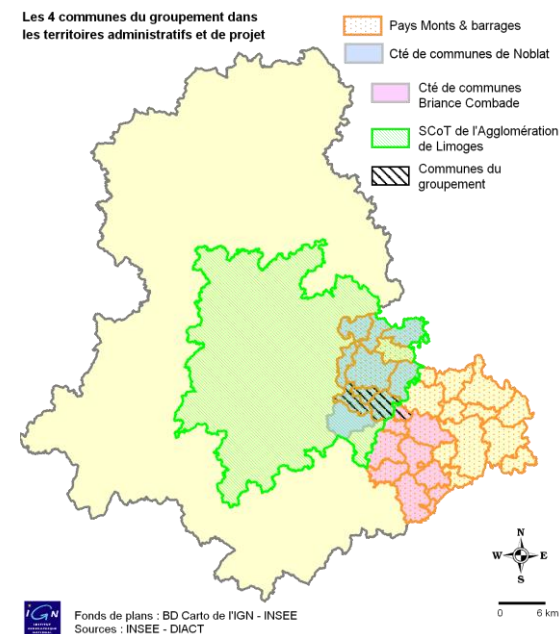 Les 4 communes du groupement dans
les territoires administratifs et de projet
Pays Monts & barrages
Cté de communes de Noblat
Cté de communes
Briance Combade
SCoT de l'Agglomération
de Limoges
Communes du
groupement
N
W E
S
0 6 km
IGN
Fonds de plans : BD Carto de l'IGN - INSEE
Sources : INSEE - DIACT